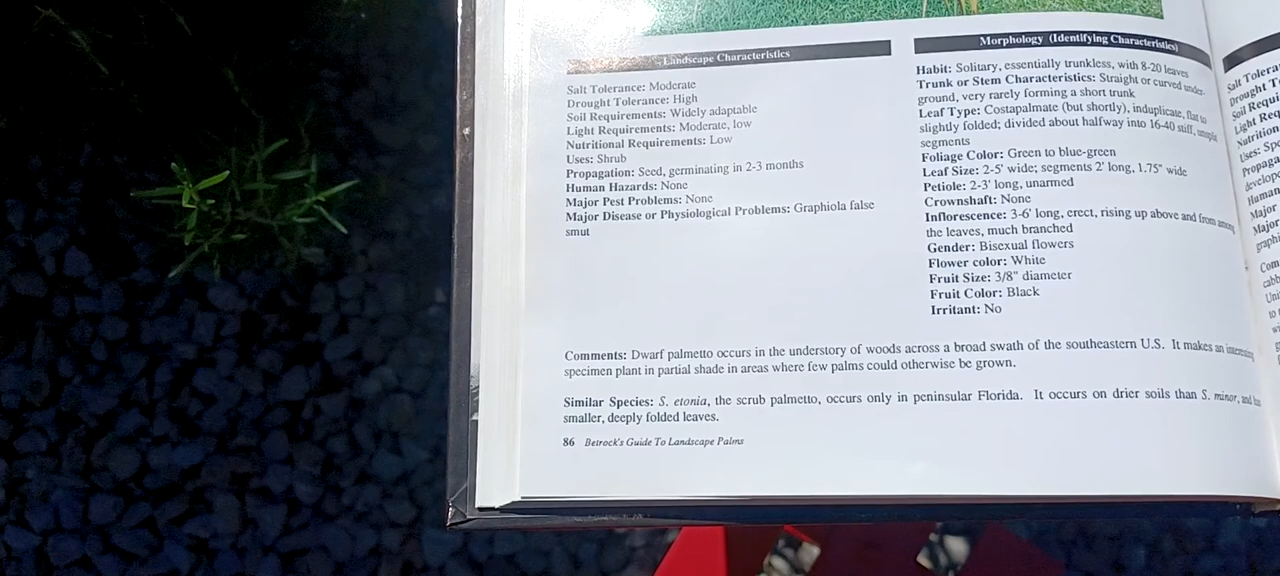 Landscape Characteristics
Salt Tolerance: Moderate
Drought Tolerance: High
Soil Requirements: Widely adaptable
Light Requirements: Moderate, low
Nutritional Requirements: Low
Uses: Shrub
Propagation: Seed, germinating in 2-3 months
Human Hazards: None
Major Pest Problems: None
Major Disease or Physiological Problems: Graphiola false
smut
Morphology (Identifying Characteristics)
Habit: Solitary, essentially trunkless, with 8-20 leaves
Trunk or Stem Characteristics: Straight or curved under-
ground, very rarely forming a short trunk
Leaf Type: Costapalmate (but shortly), induplicate, flat to
slightly folded; divided about halfway into 16-40 stiff, unsplit
segments
Foliage Color: Green to blue-green
Leaf Size: 2-5' wide; segments 2' long, 1.75" wide
Petiole: 2-3' long, unarmed
Crownshaft: None
Inflorescence: 3-6' long, erect, rising up above and from among
the leaves, much branched
Gender: Bisexual flowers
Flower color: White
Fruit Size: 3/8" diameter
Fruit Color: Black
Irritant: No
Comments: Dwarf palmetto occurs in the understory of woods across a broad swath of the southeastern U.S. It makes an interesting
specimen plant in partial shade in areas where few palms could otherwise be grown.
Similar Species: S. etonia, the scrub palmetto, occurs only in peninsular Florida. It occurs on drier soils than S. minor, and has
smaller, deeply folded leaves.
86 Betrock's Guide To Landscape Palms
Salt Tolera
Drought T
Soil Requi
Light Req
Nutrition
Uses: Spe
Propaga
develope
Human
Major
Major
graphi
Com
cabb
Uni
to